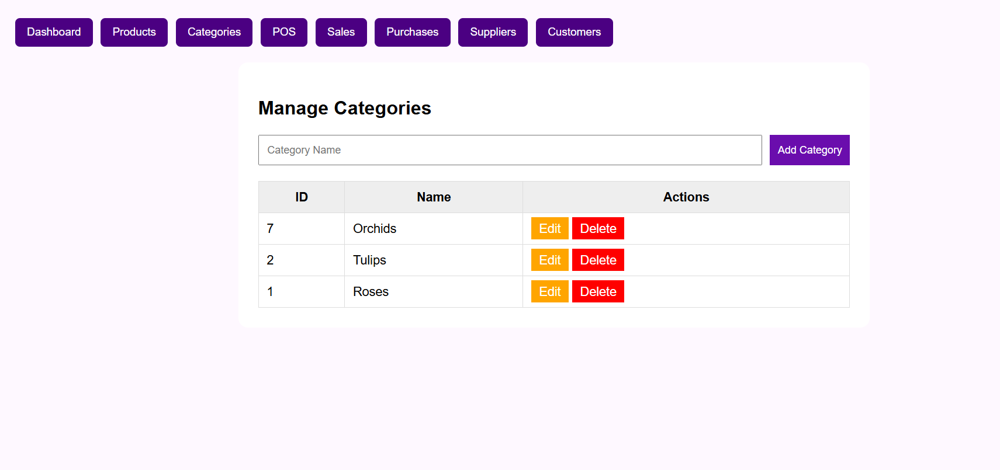 Dashboard Products Categories POS Sales Purchases Suppliers Customers
Manage Categories
Category Name Add Category
ID Name Actions
7 Orchids Edit Delete
2 Tulips Edit Delete
1 Roses Edit Delete